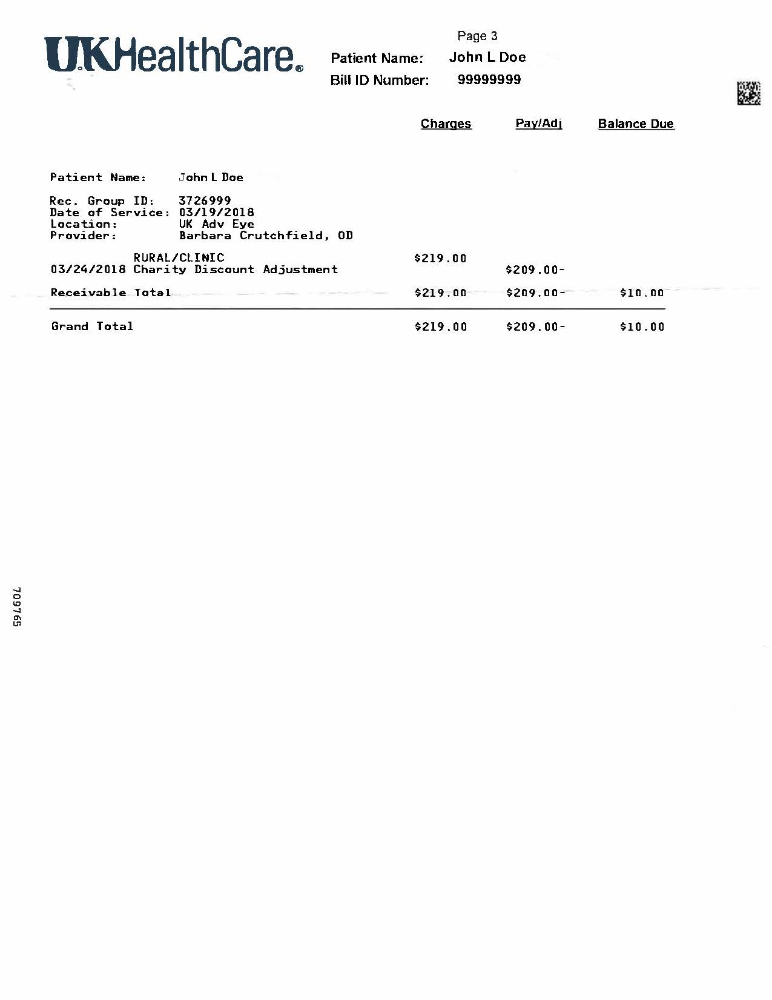 Page 3
UKHealthCare®
Patient Name: John L Doe
Bill ID Number: 99999999
Charges Pay/Adj Balance Due
Patient Name: John L Doe
Rec. Group ID: 3726999
Date of Service: 03/19/2018
Location: UK Adv Eye
Provider: Barbara Crutchfield, OD
RURAL/CLINIC $219.00
03/24/2018 Charity Discount Adjustment $209.00-
Receivable Total $219.00 $209.00- $10.00
Grand Total $219.00 $209.00- $10.00
709765